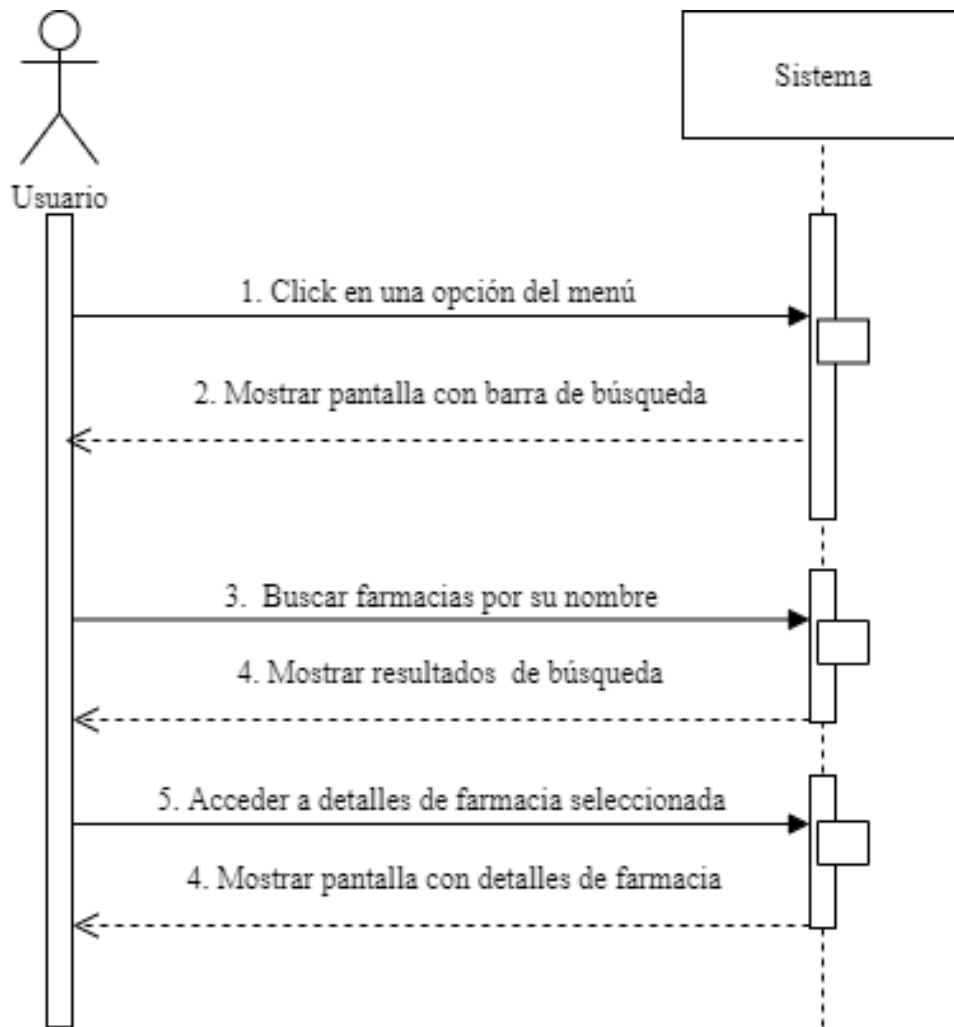 Sistema
Usuario
1. Click en una opción del menú
2. Mostrar pantalla con barra de búsqueda
3. Buscar farmacias por su nombre
4. Mostrar resultados de búsqueda
5. Acceder a detalles de farmacia seleccionada
4. Mostrar pantalla con detalles de farmacia